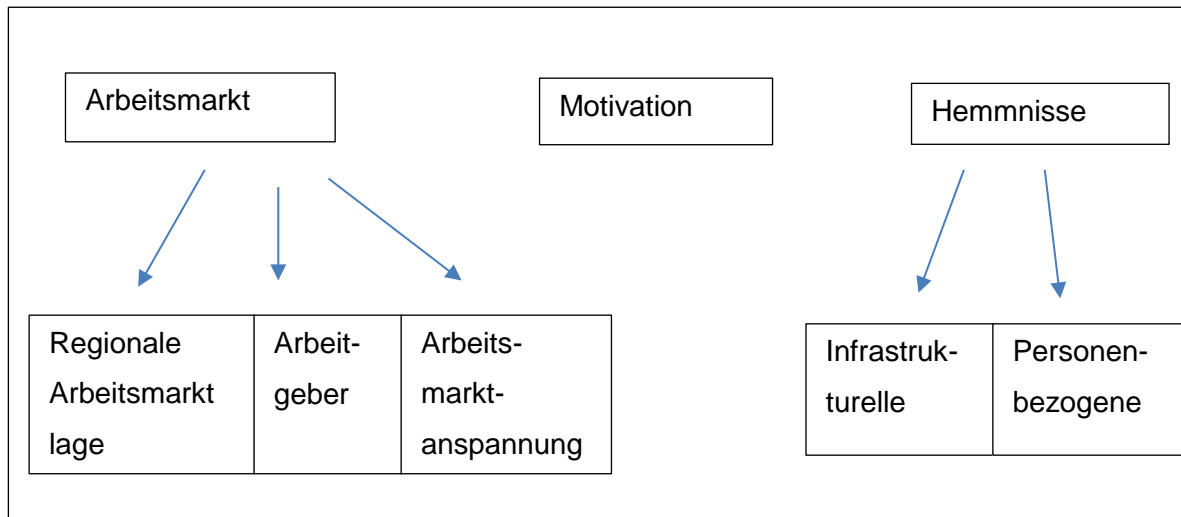 Arbeitsmarkt
Motivation
Hemmnisse
Regionale
Arbeitsmarkt
lage
Arbeit-
geber
Arbeits-
markt-
anspannung
Infrastruk-
turelle
Personen-
bezogene